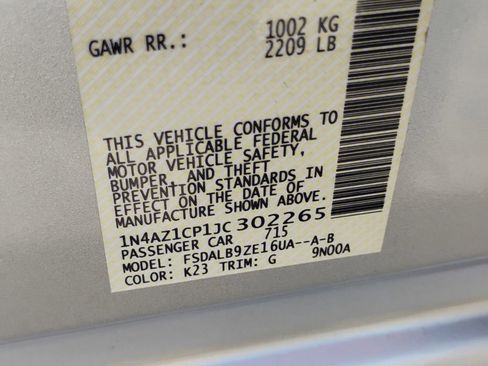 GAWR RR.: 1002 KG
2209 LB
THIS VEHICLE CONFORMS TO
ALL APPLICABLE FEDERAL
MOTOR VEHICLE SAFETY,
BUMPER, AND THEFT
PREVENTION STANDARDS IN
EFFECT ON THE DATE OF
MANUFACTURE SHOWN ABOVE.
1N4AZ1CP1JC302265
PASSENGER CAR 715
MODEL: FSDALB9ZE16UA--A-B
COLOR: K23 TRIM: G 9N00A